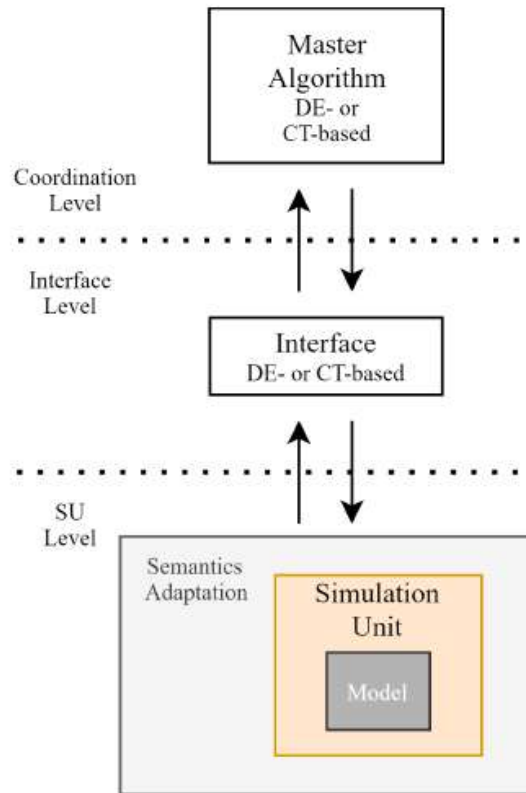 Master
Algorithm
DE- or
CT-based
Coordination
Level
Interface
Level
Interface
DE- or CT-based
SU
Level
Semantics
Adaptation
Simulation
Unit
Model